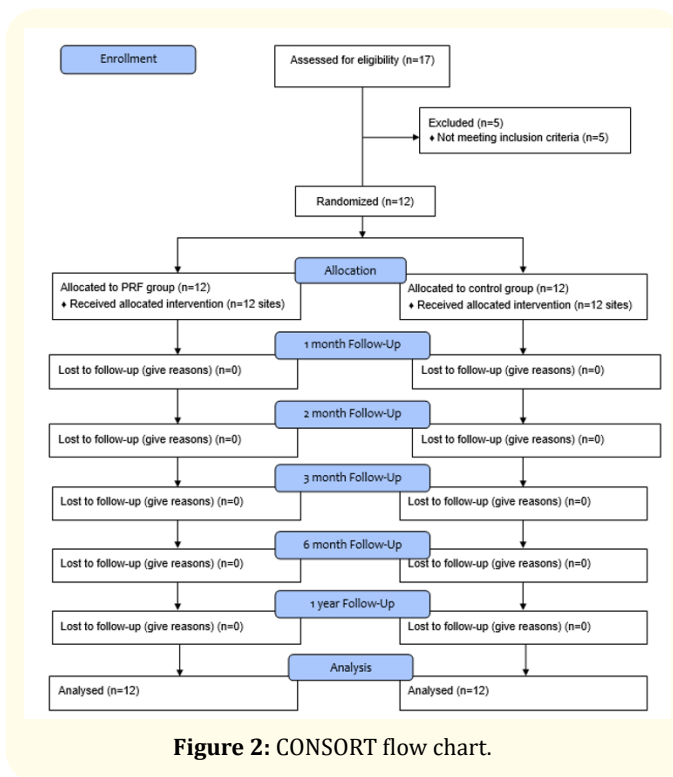 Enrollment
Assessed for eligibility (n=17)
Excluded (n=5)
♦ Not meeting inclusion criteria (n=5)
Randomized (n=12)
Allocation
Allocated to PRF group (n=12)
♦ Received allocated intervention (n=12 sites)
Allocated to control group (n=12)
♦ Received allocated intervention (n=12 sites)
1 month Follow-Up
Lost to follow-up (give reasons) (n=0)
Lost to follow-up (give reasons) (n=0)
2 month Follow-Up
Lost to follow-up (give reasons) (n=0)
Lost to follow-up (give reasons) (n=0)
3 month Follow-Up
Lost to follow-up (give reasons) (n=0)
Lost to follow-up (give reasons) (n=0)
6 month Follow-Up
Lost to follow-up (give reasons) (n=0)
Lost to follow-up (give reasons) (n=0)
1 year Follow-Up
Lost to follow-up (give reasons) (n=0)
Lost to follow-up (give reasons) (n=0)
Analysis
Analysed (n=12)
Analysed (n=12)
Figure 2: CONSORT flow chart.